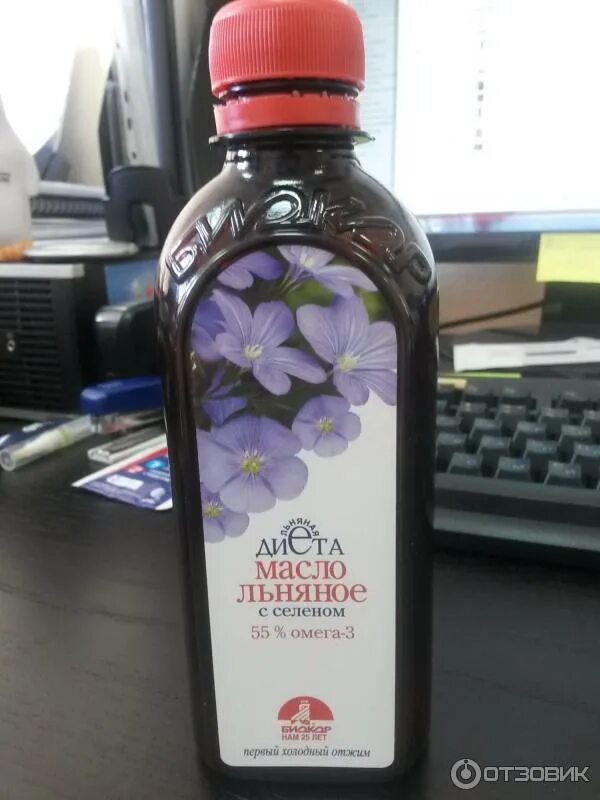 БИОКОР
льняная
диета
масло
льняное
с селеном
55 % омега-3
БИОКОР
НАМ 25 ЛЕТ
первый холодный отжим
ОТЗОВИК